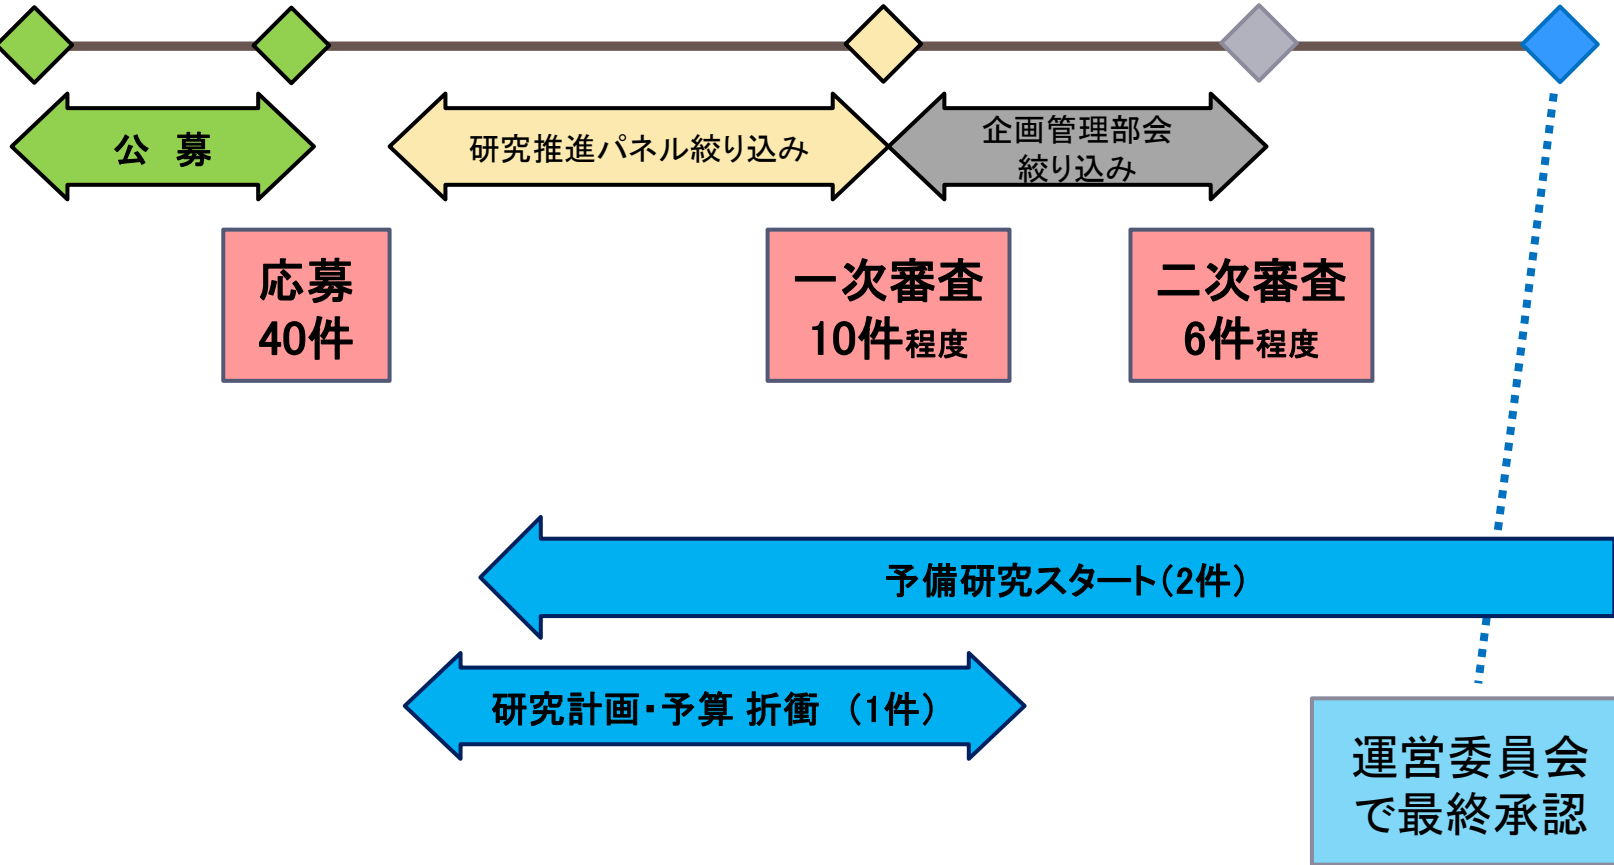 公 募
研究推進パネル絞り込み
企画管理部会
絞り込み
応募
40件
一次審査
10件程度
二次審査
6件程度
予備研究スタート(2件)
研究計画・予算 折衝 (1件)
運営委員会
で最終承認